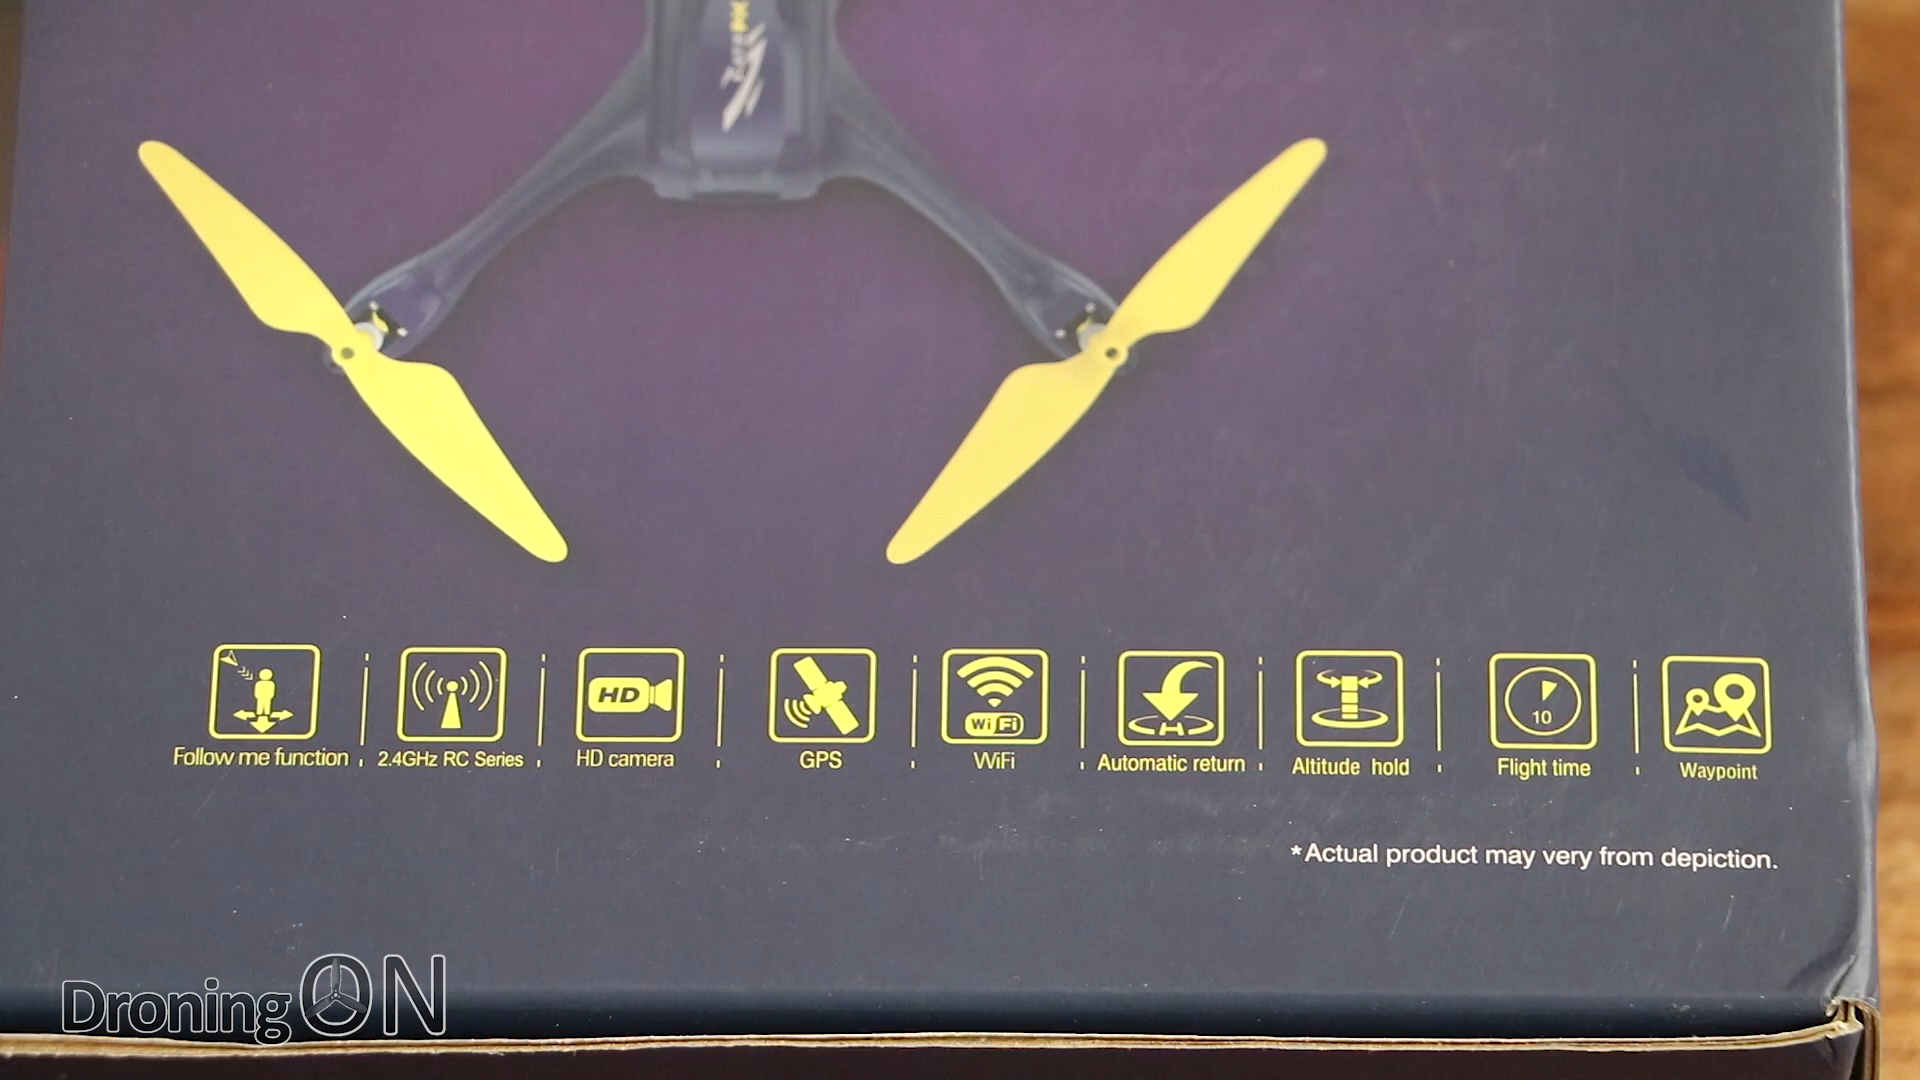 HD
Wi Fi
H
10
Follow me function
2.4GHz RC Series
HD camera
GPS
WiFi
Automatic return
Altitude hold
Flight time
Waypoint
*Actual product may very from depiction.
DroningON